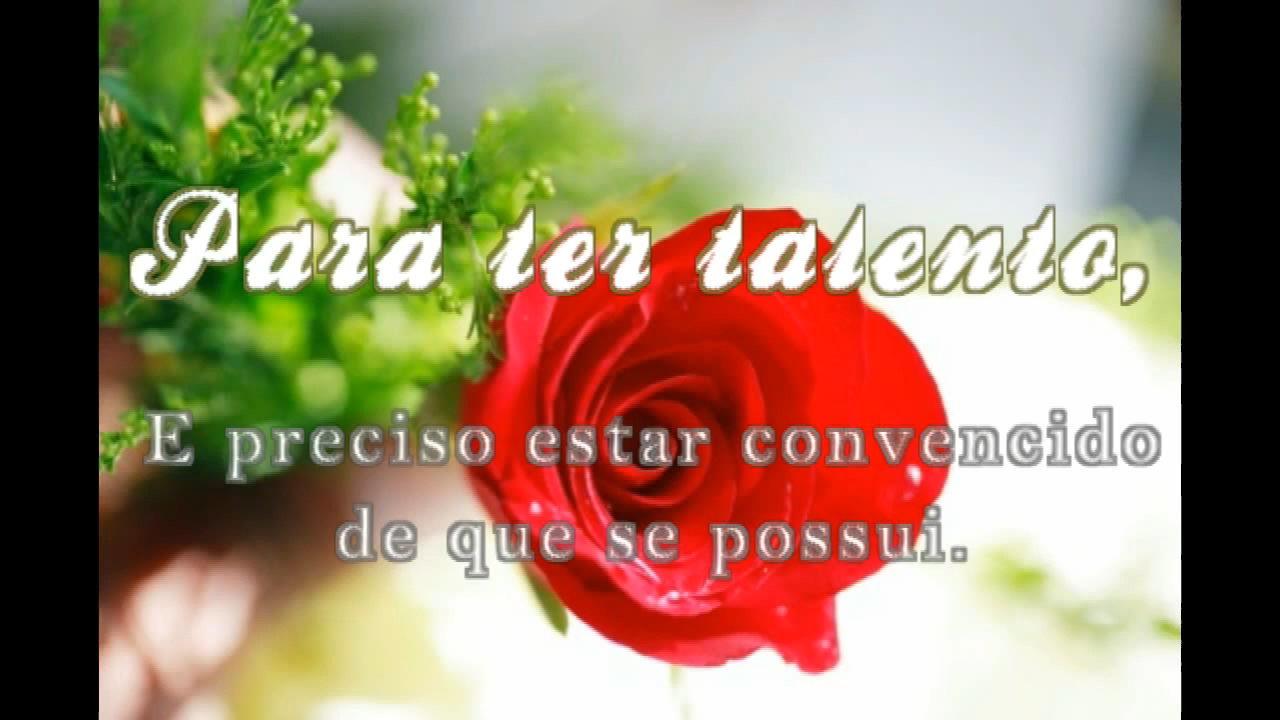 Para ter talento,
E preciso estar convencido
de que se possui.